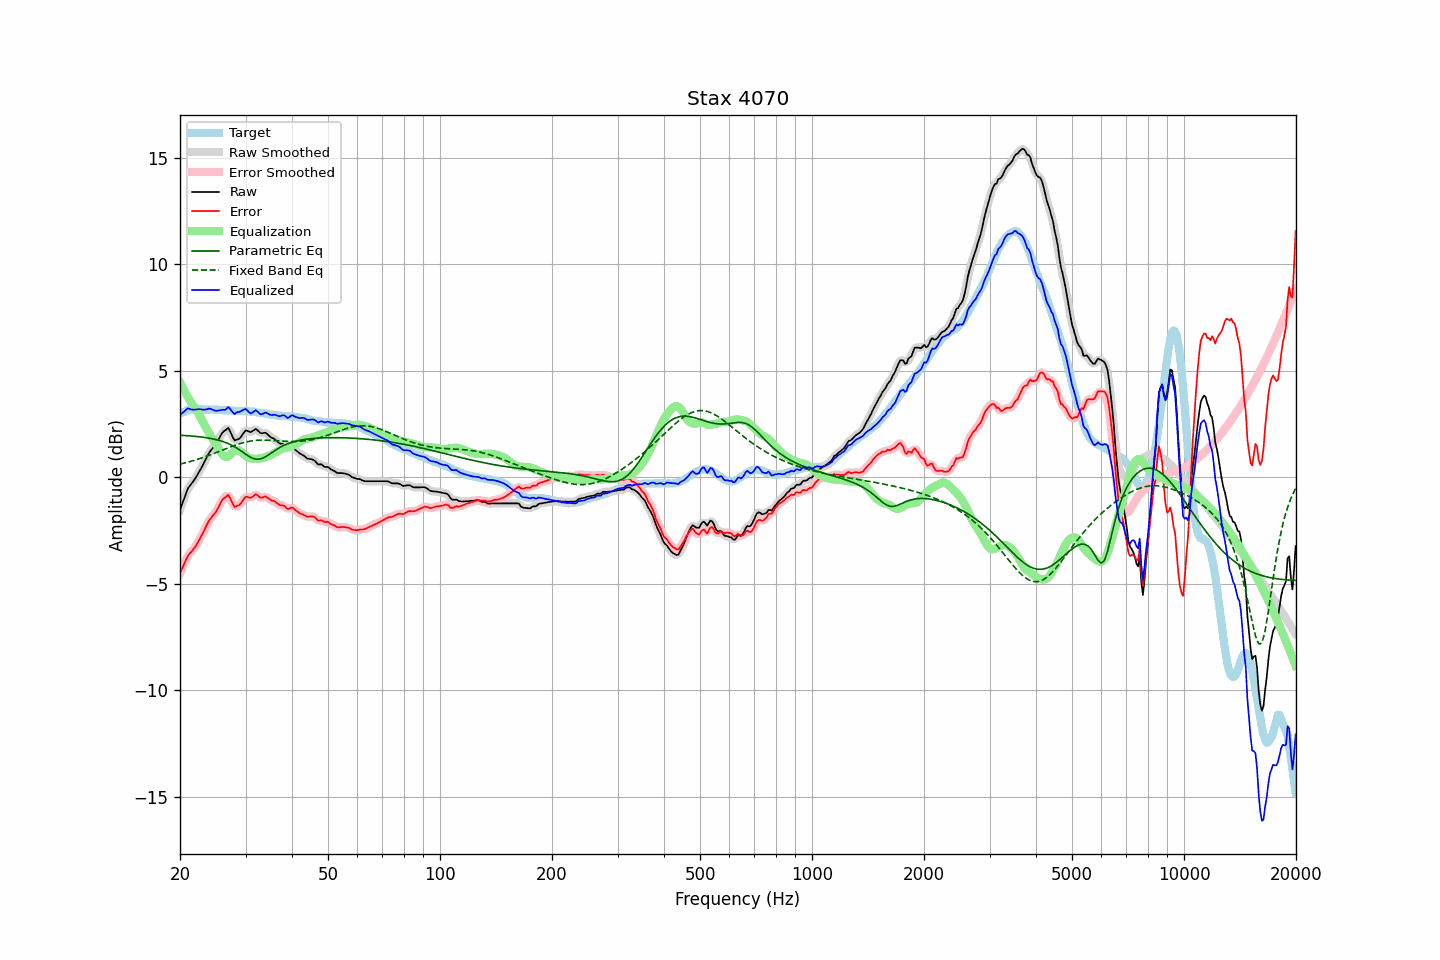 Stax 4070
Target
Raw Smoothed
Error Smoothed
Raw
Error
Equalization
Parametric Eq
Fixed Band Eq
Equalized
Amplitude (dBr)
15
10
5
0
−5
−10
−15
20
50
100
200
500
1000
2000
5000
10000
20000
Frequency (Hz)